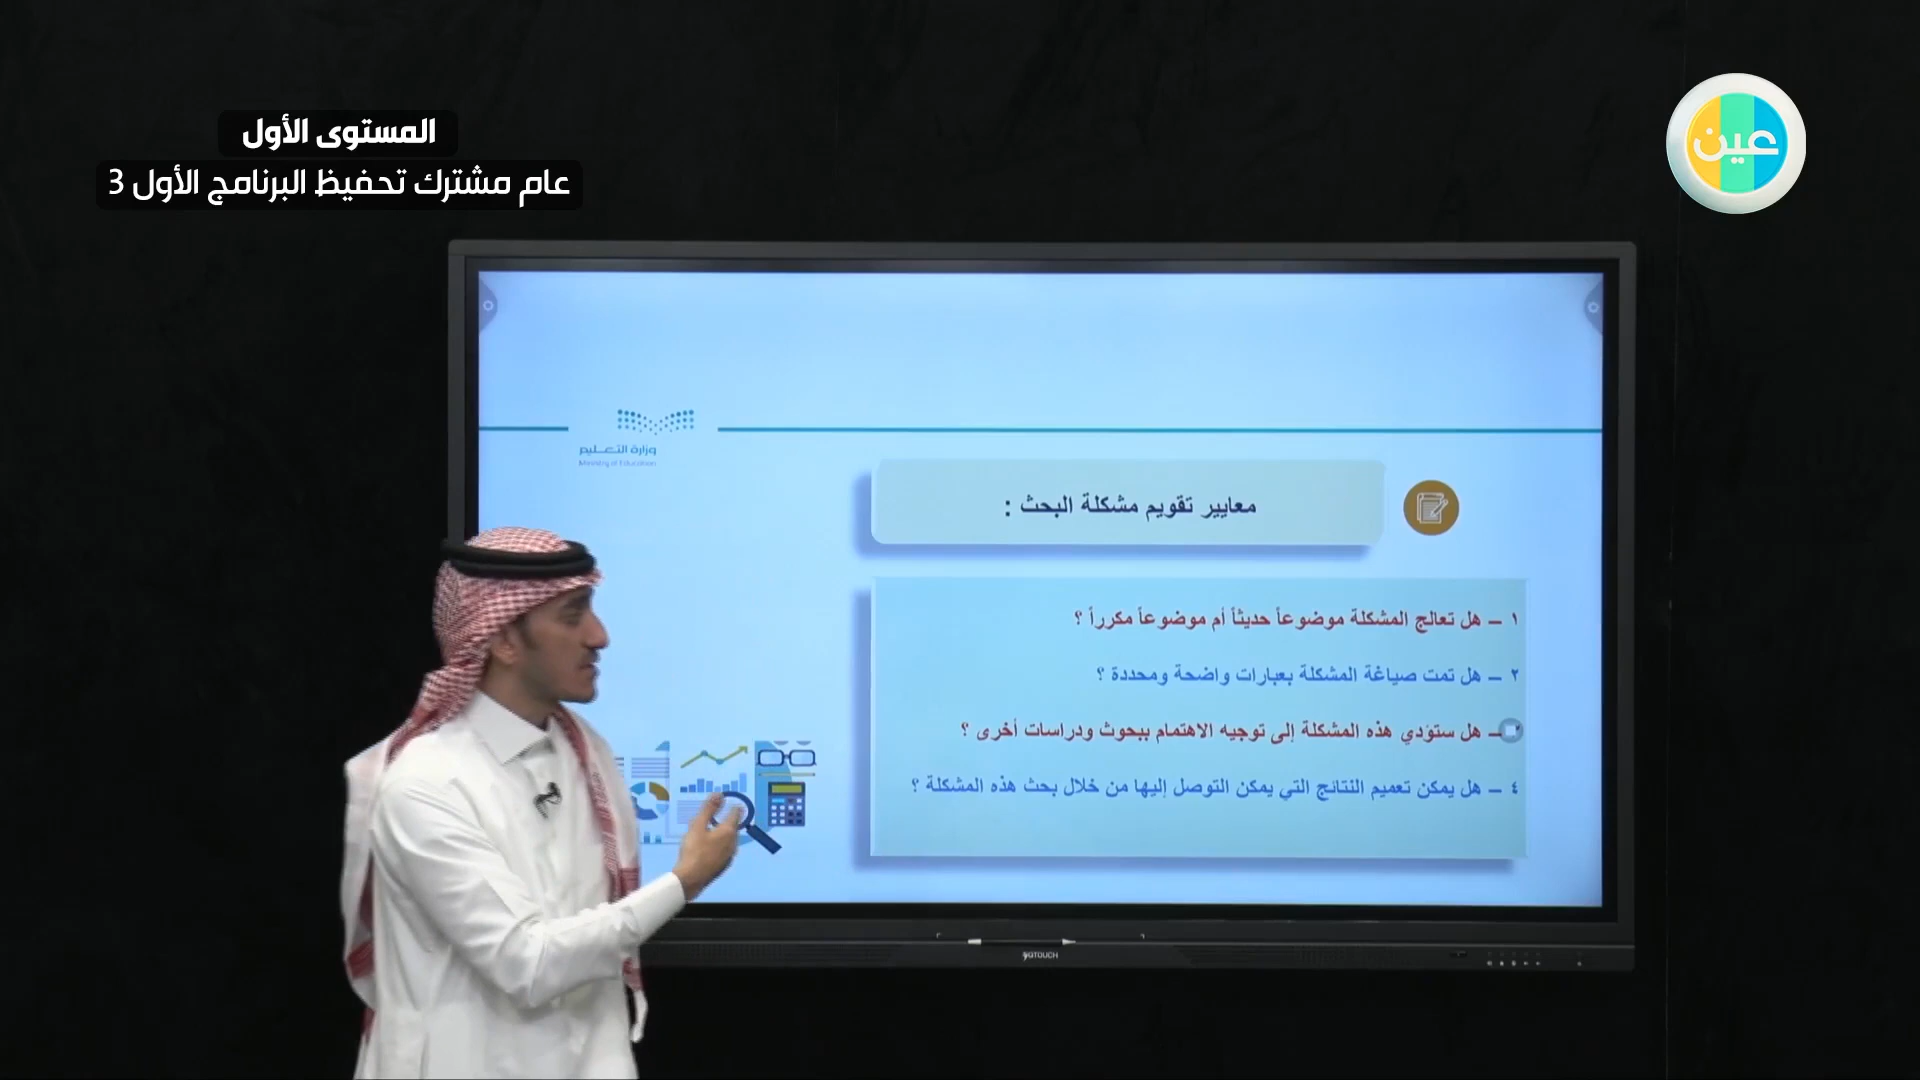 المستوى الأول
عام مشترك تحفيظ البرنامج الأول 3
عين
وزارة التعليم
Ministry of Education
معايير تقويم مشكلة البحث :
١ – هل تعالج المشكلة موضوعاً حديثاً أم موضوعاً مكرراً ؟
٢ – هل تمت صياغة المشكلة بعبارات واضحة ومحددة ؟
– هل ستؤدي هذه المشكلة إلى توجيه الاهتمام ببحوث ودراسات أخرى ؟
٤ – هل يمكن تعميم النتائج التي يمكن التوصل إليها من خلال بحث هذه المشكلة ؟